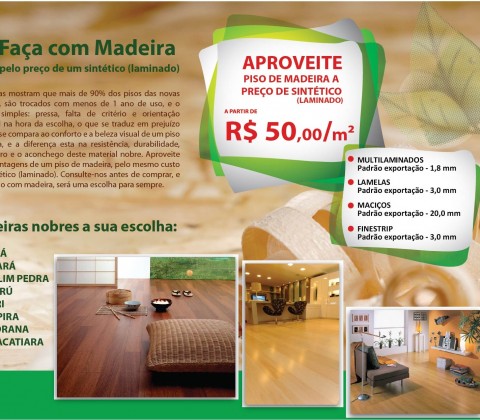 Faça com Madeira
pelo preço de um sintético (laminado)
as mostram que mais de 90% dos pisos das novas
, são trocados com menos de 1 ano de uso, e o
simples: pressa, falta de critério e orientação
l na hora da escolha, o que se traduz em prejuízo
se compara ao conforto e a beleza visual de um piso
a, e a diferença esta na resistência, durabilidade,
ro e o aconchego deste material nobre. Aproveite
ntagens de um piso de madeira, pelo mesmo custo
tético (laminado). Consulte-nos antes de comprar, e
o com madeira, será uma escolha para sempre.
APROVEITE
PISO DE MADEIRA A
PREÇO DE SINTÉTICO
(LAMINADO)
A PARTIR DE
R$ 50,00/m²
MULTILAMINADOS
Padrão exportação - 1,8 mm
LAMELAS
Padrão exportação - 3,0 mm
MACIÇOS
Padrão exportação - 20,0 mm
FINESTRIP
Padrão exportação - 3,0 mm
eiras nobres a sua escolha:
Á
ARÁ
LIM PEDRA
RÚ
RI
PIRA
ORANA
ACATIARA